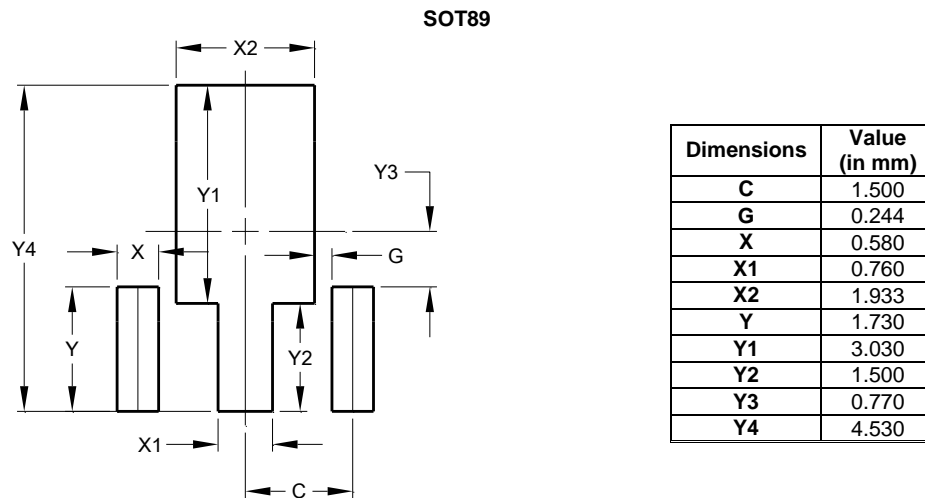 SOT89
X2
Y3
Y1
Y4
X
G
Y
Y2
X1
C
Dimensions Value (in mm)
C 1.500
G 0.244
X 0.580
X1 0.760
X2 1.933
Y 1.730
Y1 3.030
Y2 1.500
Y3 0.770
Y4 4.530